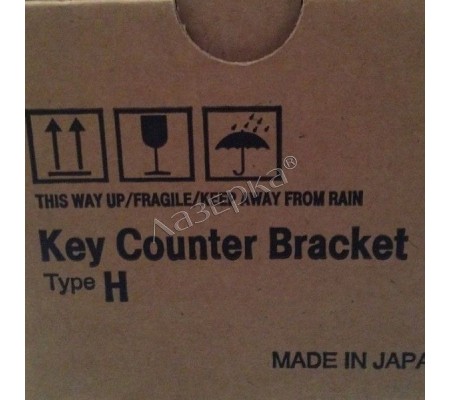 THIS WAY UP/FRAGILE/KEEP AWAY FROM RAIN
Лазерка®
Key Counter Bracket
Type H
MADE IN JAPA